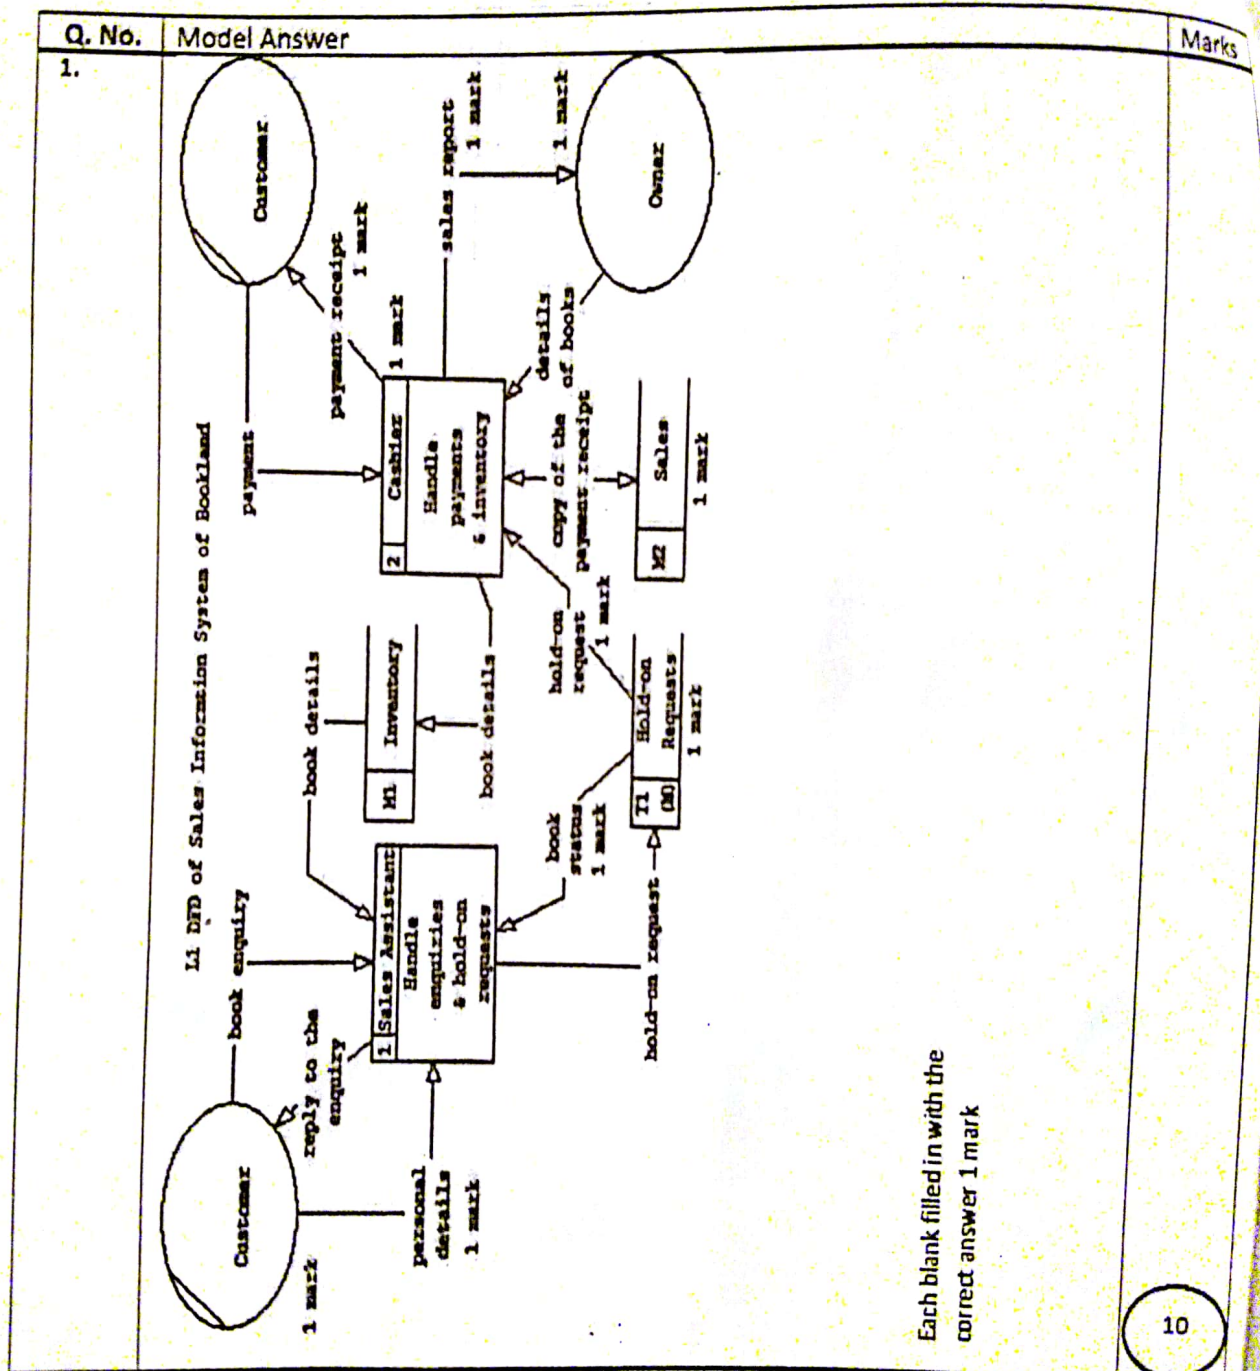 Q. No.
Model Answer
Marks
1.
L1 DFD of Sales Information System of Bookland
Customer
1 mark
book enquiry
reply to the
enquiry
personal
details
1 mark
1
Sales Assistant
Handle
enquiries
& hold-on
requests
book details
M1
Inventory
book details
book
status
1 mark
hold-on request
T1
(M)
Hold-on
Requests
1 mark
hold-on
request
1 mark
payment
Customer
payment receipt
1 mark
2
Cashier
1 mark
Handle
payments
& inventory
sales report
1 mark
1 mark
Owner
details
of books
copy of the
payment receipt
M2
Sales
1 mark
Each blank filled in with the
correct answer 1 mark
10